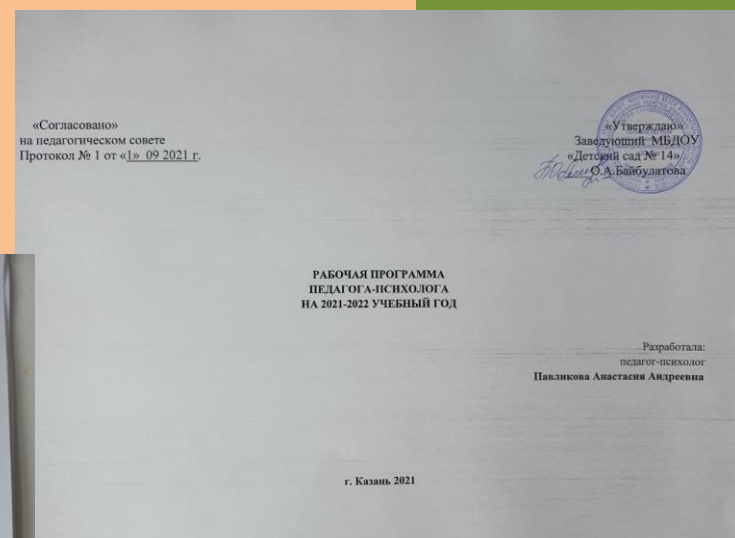 «Согласовано»
на педагогическом совете
Протокол № 1 от «1» 09 2021 г.
«Утверждаю»
Заведующий МБДОУ
«Детский сад № 14»
О.А.Байбулатова
РАБОЧАЯ ПРОГРАММА
ПЕДАГОГА-ПСИХОЛОГА
НА 2021-2022 УЧЕБНЫЙ ГОД
Разработала:
педагог-психолог
Павликова Анастасия Андреевна
г. Казань 2021